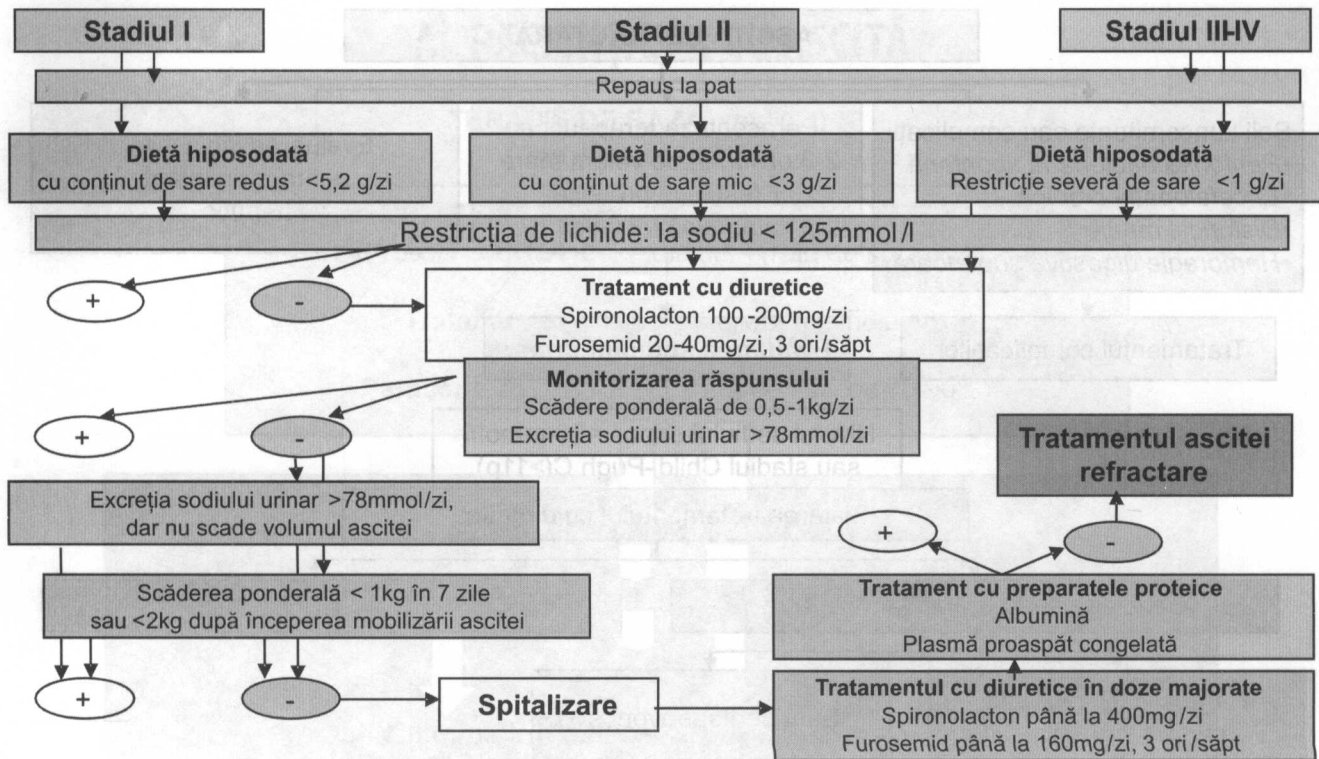 Stadiul I
Stadiul II
Stadiul III-IV
Repaus la pat
Dietă hiposodată
cu conținut de sare redus <5,2 g/zi
Dietă hiposodată
cu conținut de sare mic <3 g/zi
Dietă hiposodată
Restricție severă de sare <1 g/zi
Restricția de lichide: la sodiu < 125mmol/l
+
-
Tratament cu diuretice
Spironolacton 100-200mg/zi
Furosemid 20-40mg/zi, 3 ori/săpt
Monitorizarea răspunsului
Scădere ponderală de 0,5-1kg/zi
Excreția sodiului urinar >78mmol/zi
+
-
Excreția sodiului urinar >78mmol/zi,
dar nu scade volumul ascitei
Scăderea ponderală < 1kg în 7 zile
sau <2kg după începerea mobilizării ascitei
+
-
Spitalizare
Tratamentul cu diuretice în doze majorate
Spironolacton până la 400mg/zi
Furosemid până la 160mg/zi, 3 ori/săpt
Tratament cu preparatele proteice
Albumină
Plasmă proaspăt congelată
+
-
Tratamentul ascitei
refractare
sau stadiul Child-Pugh C(>11p)